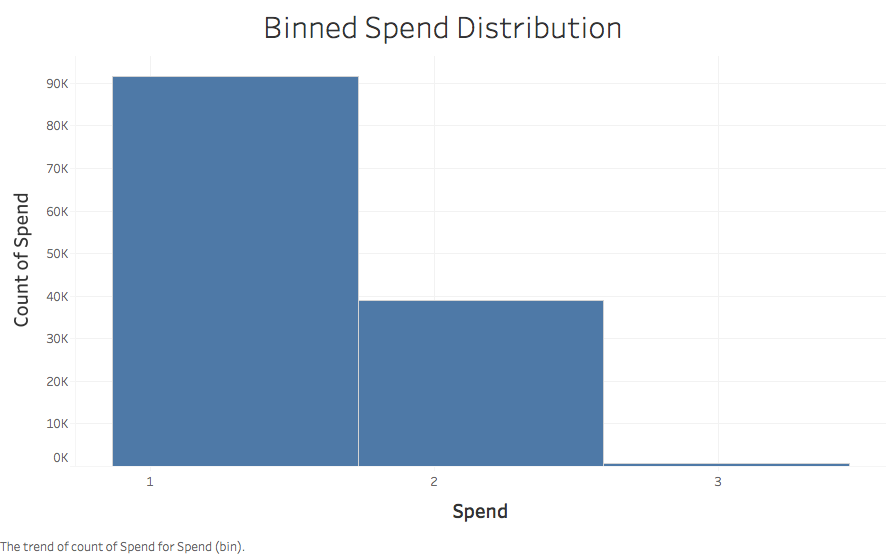 Binned Spend Distribution
Count of Spend
90K
80K
70K
60K
50K
40K
30K
20K
10K
0K
1 2 3
Spend
The trend of count of Spend for Spend (bin).